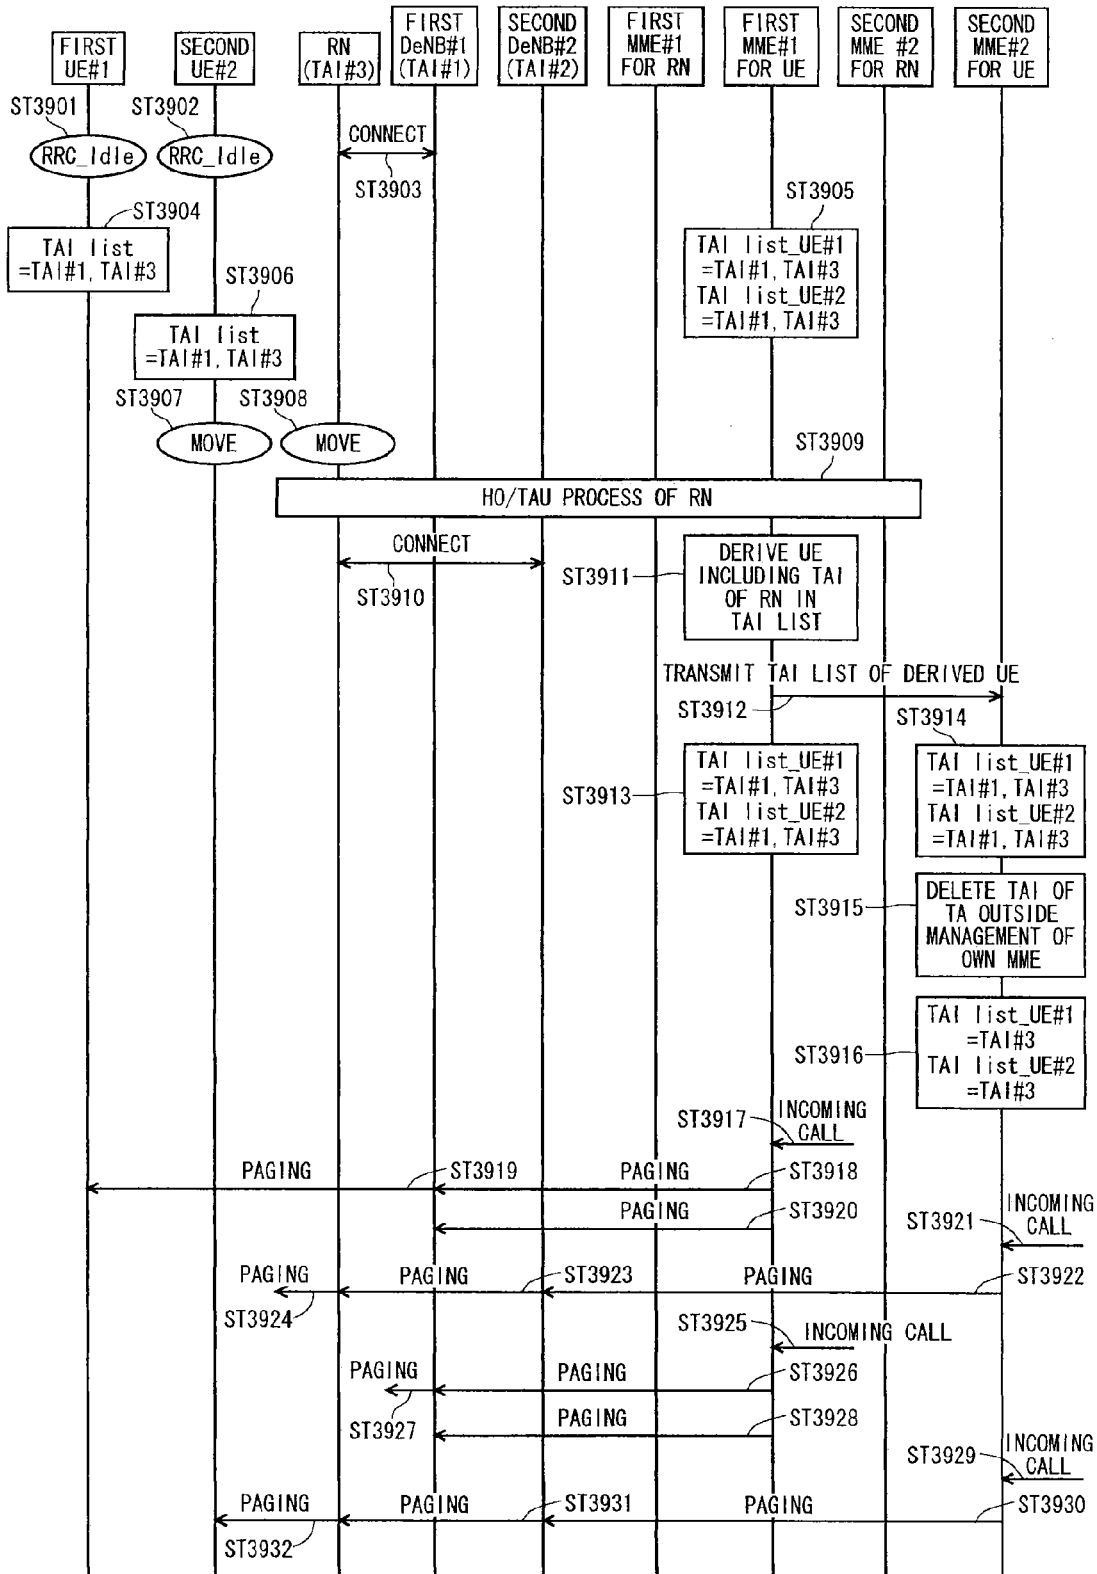 FIRST
UE#1
SECOND
UE#2
RN
(TAI#3)
FIRST
DeNB#1
(TAI#1)
SECOND
DeNB#2
(TAI#2)
FIRST
MME#1
FOR RN
FIRST
MME#1
FOR UE
SECOND
MME #2
FOR RN
SECOND
MME#2
FOR UE
ST3901
RRC_Idle
ST3902
RRC_Idle
CONNECT
ST3903
ST3904
TAI list
=TAI#1, TAI#3
ST3905
TAI list_UE#1
=TAI#1, TAI#3
TAI list_UE#2
=TAI#1, TAI#3
ST3906
TAI list
=TAI#1, TAI#3
ST3907
MOVE
ST3908
MOVE
ST3909
HO/TAU PROCESS OF RN
CONNECT
ST3910
ST3911
DERIVE UE
INCLUDING TAI
OF RN IN
TAI LIST
TRANSMIT TAI LIST OF DERIVED UE
ST3912
ST3913
TAI list_UE#1
=TAI#1, TAI#3
TAI list_UE#2
=TAI#1, TAI#3
ST3914
TAI list_UE#1
=TAI#1, TAI#3
TAI list_UE#2
=TAI#1, TAI#3
ST3915
DELETE TAI OF
TA OUTSIDE
MANAGEMENT OF
OWN MME
ST3916
TAI list_UE#1
=TAI#3
TAI list_UE#2
=TAI#3
ST3917
INCOMING
CALL
PAGING
ST3919
PAGING
ST3918
PAGING
ST3920
ST3921
INCOMING
CALL
PAGING
ST3924
PAGING
ST3923
PAGING
ST3922
ST3925
INCOMING CALL
PAGING
ST3927
PAGING
ST3926
PAGING
ST3928
ST3929
INCOMING
CALL
PAGING
ST3932
PAGING
ST3931
PAGING
ST3930